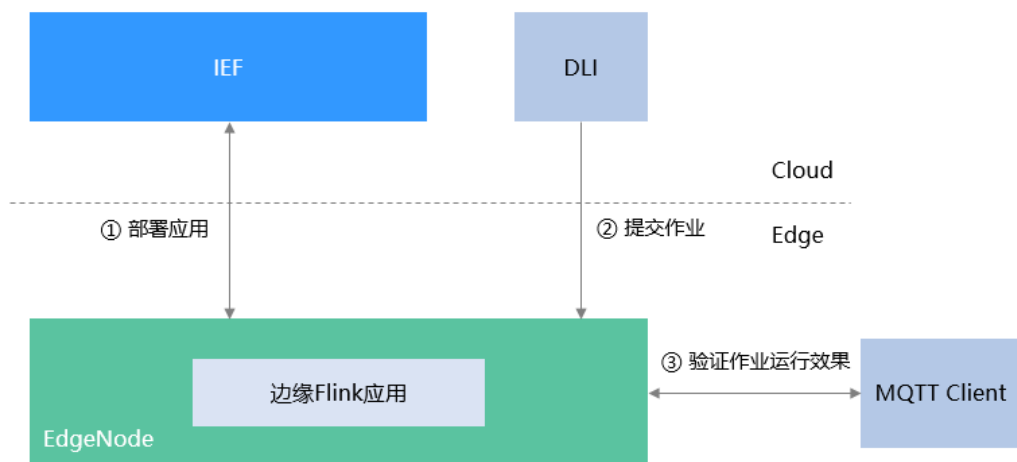 IEF
DLI
Cloud
① 部署应用
② 提交作业
Edge
③ 验证作业运行效果
边缘Flink应用
MQTT Client
EdgeNode